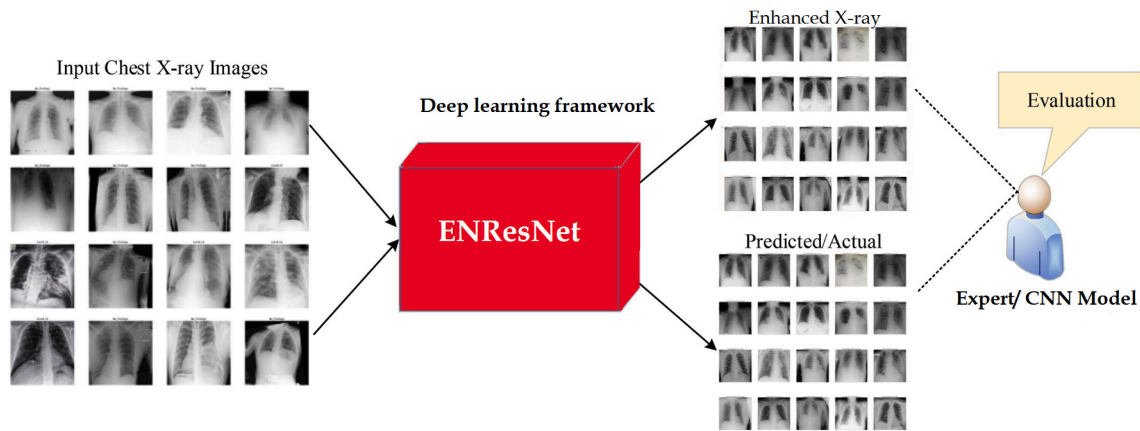 Input Chest X-ray Images
Deep learning framework
ENResNet
Enhanced X-ray
Predicted/Actual
Evaluation
Expert/ CNN Model